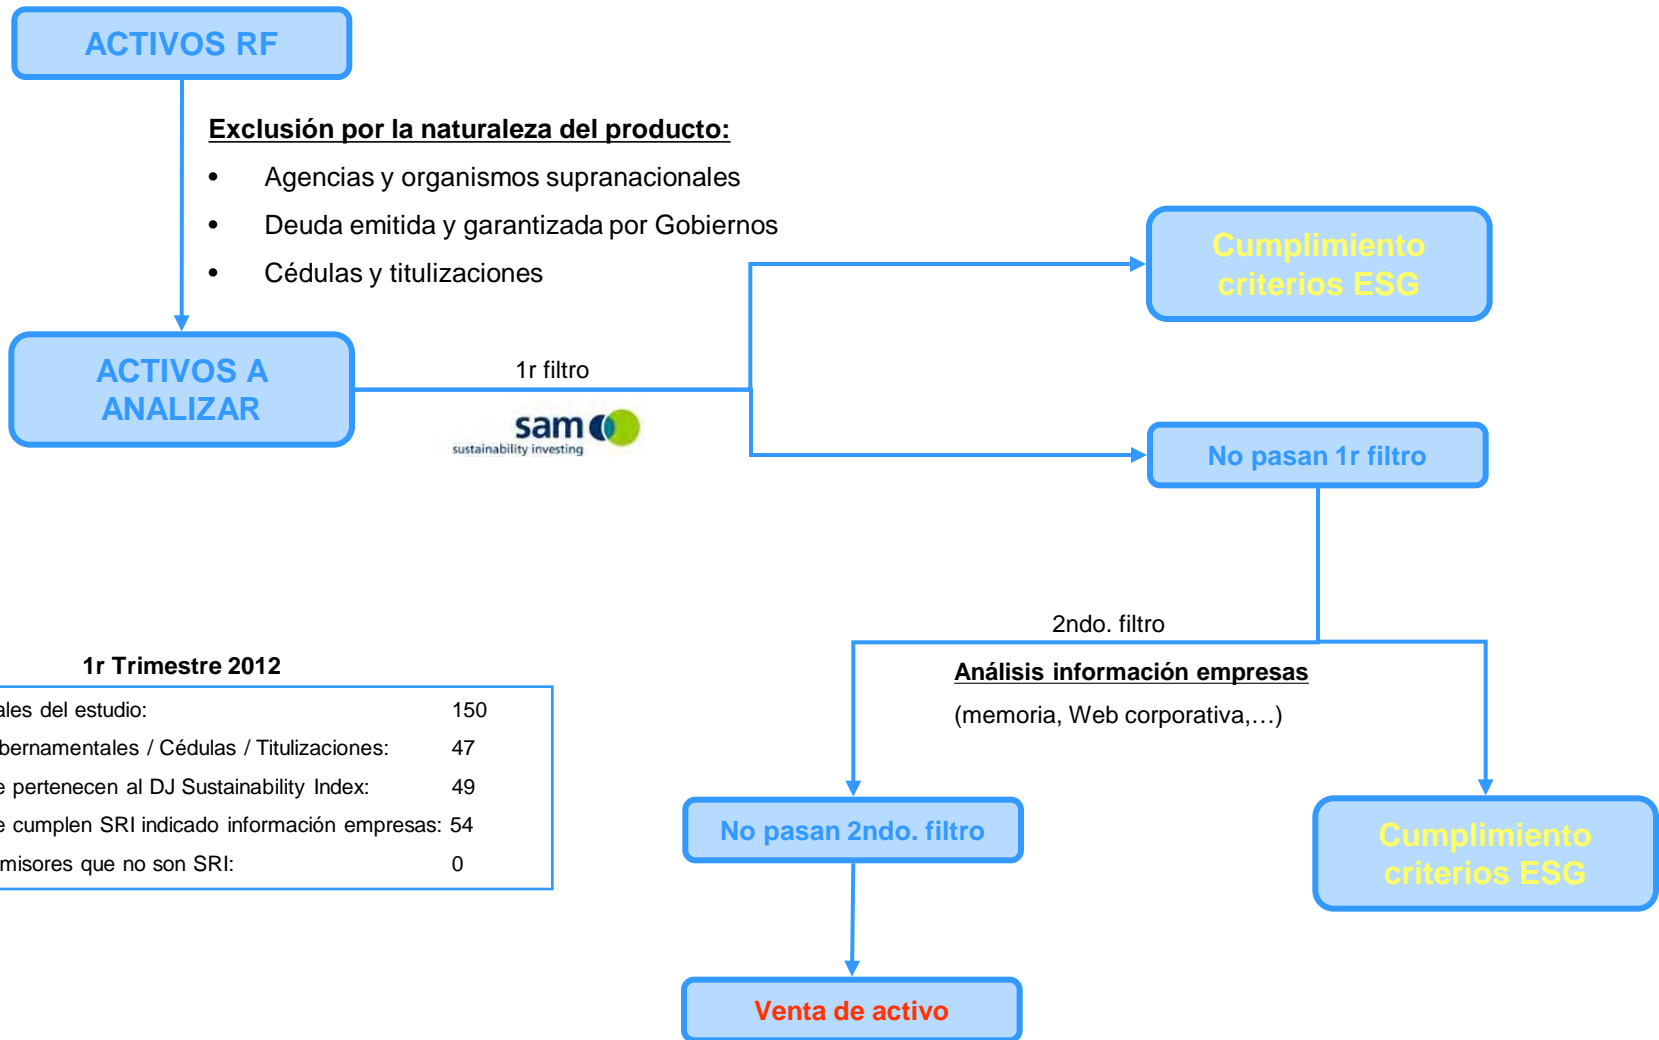 ACTIVOS RF
Exclusión por la naturaleza del producto:
• Agencias y organismos supranacionales
• Deuda emitida y garantizada por Gobiernos
• Cédulas y titulizaciones
Cumplimiento
criterios ESG
ACTIVOS A
ANALIZAR
1r filtro
sam
sustainability investing
No pasan 1r filtro
2ndo. filtro
Análisis información empresas
(memoria, Web corporativa,…)
1r Trimestre 2012
del estudio: 150
/ Cédulas / Titulizaciones: 47
pertenecen al DJ Sustainability Index: 49
cumplen SRI indicado información empresas: 54
que no son SRI: 0
No pasan 2ndo. filtro
Cumplimiento
criterios ESG
Venta de activo